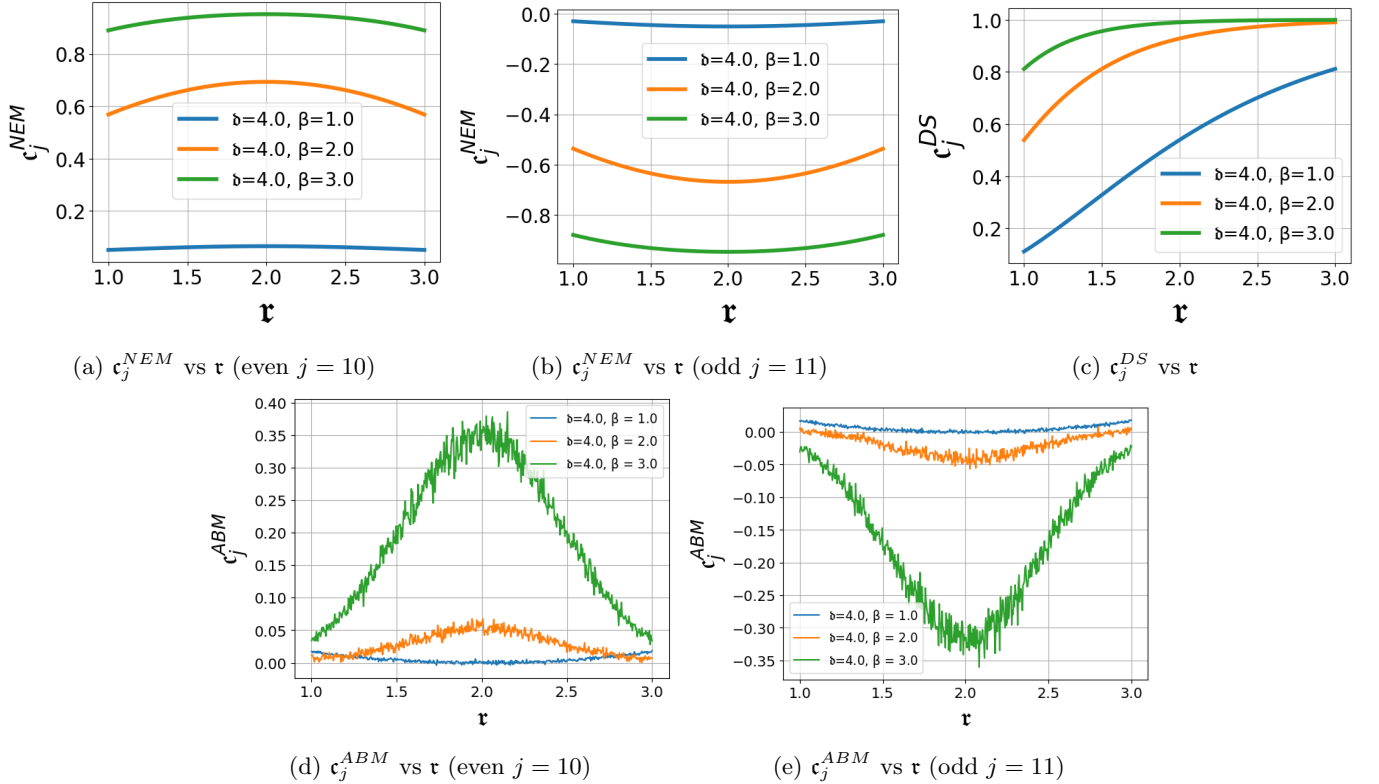 0.8
0.6
0.4
0.2
1.0 1.5 2.0 2.5 3.0
𝔠_j^{NEM}
𝔡=4.0, β=1.0
𝔡=4.0, β=2.0
𝔡=4.0, β=3.0
𝔯
(a) 𝔠_j^{NEM} vs 𝔯 (even j = 10)
0.0
−0.2
−0.4
−0.6
−0.8
1.0 1.5 2.0 2.5 3.0
𝔠_j^{NEM}
𝔡=4.0, β=1.0
𝔡=4.0, β=2.0
𝔡=4.0, β=3.0
𝔯
(b) 𝔠_j^{NEM} vs 𝔯 (odd j = 11)
1.0
0.8
0.6
0.4
0.2
1.0 1.5 2.0 2.5 3.0
𝔠_j^{DS}
𝔡=4.0, β=1.0
𝔡=4.0, β=2.0
𝔡=4.0, β=3.0
𝔯
(c) 𝔠_j^{DS} vs 𝔯
0.40
0.35
0.30
0.25
0.20
0.15
0.10
0.05
0.00
1.0 1.5 2.0 2.5 3.0
𝔠_j^{ABM}
𝔡=4.0, β = 1.0
𝔡=4.0, β = 2.0
𝔡=4.0, β = 3.0
𝔯
(d) 𝔠_j^{ABM} vs 𝔯 (even j = 10)
0.00
−0.05
−0.10
−0.15
−0.20
−0.25
−0.30
−0.35
1.0 1.5 2.0 2.5 3.0
𝔠_j^{ABM}
𝔡=4.0, β = 1.0
𝔡=4.0, β = 2.0
𝔡=4.0, β = 3.0
𝔯
(e) 𝔠_j^{ABM} vs 𝔯 (odd j = 11)